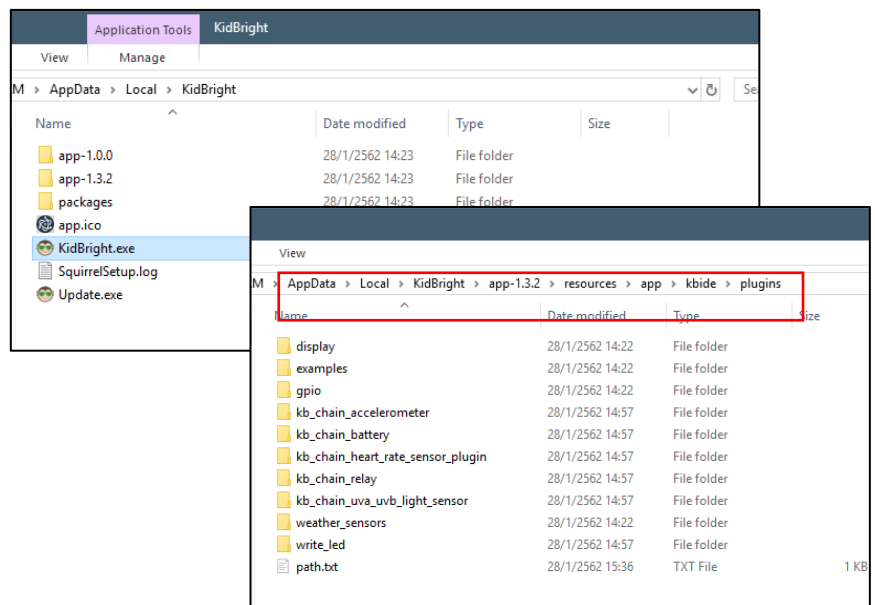 Application Tools KidBright
View Manage
M > AppData > Local > KidBright
Name Date modified Type Size
app-1.0.0 28/1/2562 14:23 File folder
app-1.3.2 28/1/2562 14:23 File folder
packages 28/1/2562 14:23 File folder
app.ico
KidBright.exe
SquirrelSetup.log
Update.exe
View
M > AppData > Local > KidBright > app-1.3.2 > resources > app > kbide > plugins
Name Date modified Type Size
display 28/1/2562 14:22 File folder
examples 28/1/2562 14:22 File folder
gpio 28/1/2562 14:22 File folder
kb_chain_accelerometer 28/1/2562 14:57 File folder
kb_chain_battery 28/1/2562 14:57 File folder
kb_chain_heart_rate_sensor_plugin 28/1/2562 14:57 File folder
kb_chain_relay 28/1/2562 14:57 File folder
kb_chain_uva_uvb_light_sensor 28/1/2562 14:57 File folder
weather_sensors 28/1/2562 14:22 File folder
write_led 28/1/2562 14:57 File folder
path.txt 28/1/2562 15:36 TXT File 1 KB